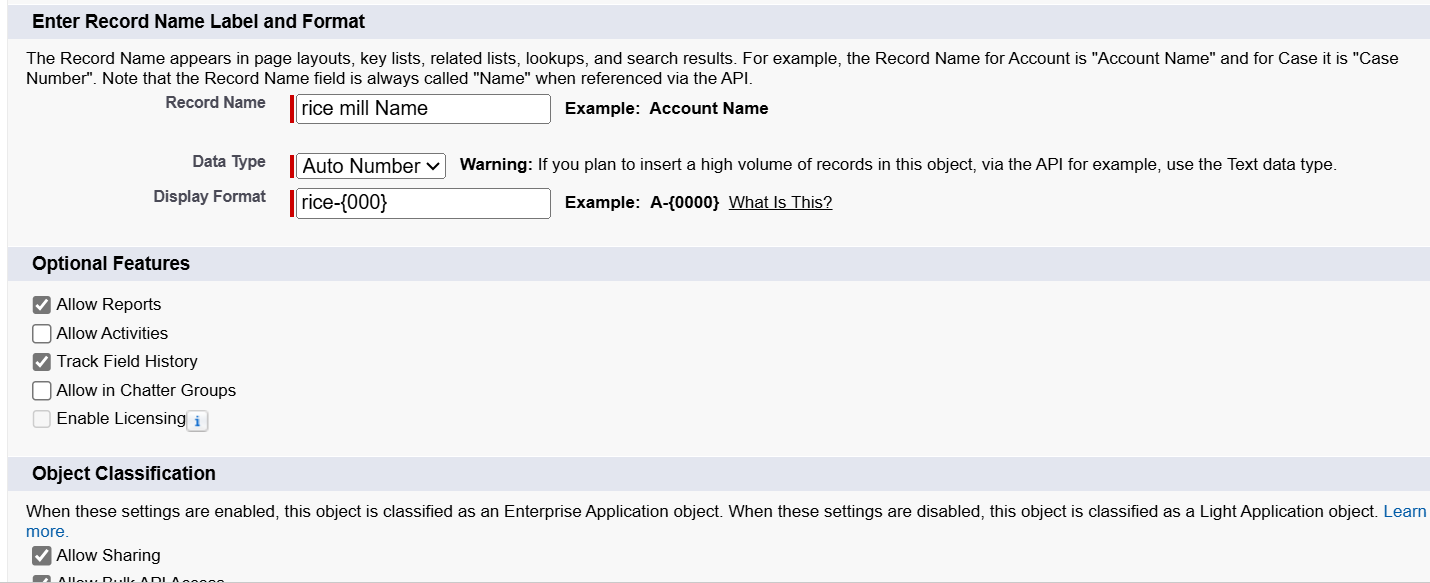 Enter Record Name Label and Format
The Record Name appears in page layouts, key lists, related lists, lookups, and search results. For example, the Record Name for Account is "Account Name" and for Case it is "Case
Number". Note that the Record Name field is always called "Name" when referenced via the API.
Record Name rice mill Name Example: Account Name
Data Type Auto Number Warning: If you plan to insert a high volume of records in this object, via the API for example, use the Text data type.
Display Format rice-{000} Example: A-{0000} What Is This?
Optional Features
Allow Reports
Allow Activities
Track Field History
Allow in Chatter Groups
Enable Licensing i
Object Classification
When these settings are enabled, this object is classified as an Enterprise Application object. When these settings are disabled, this object is classified as a Light Application object. Learn
more.
Allow Sharing
Allow Bulk API Access